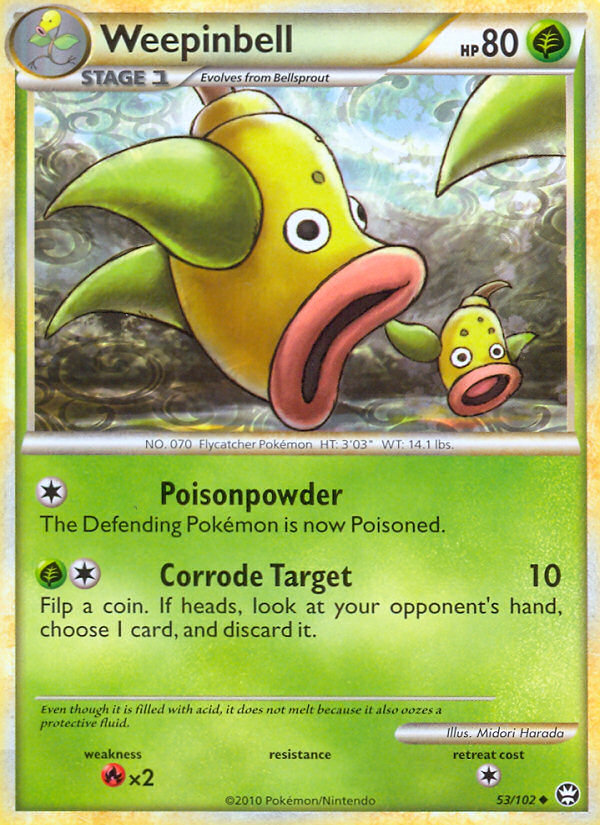 Weepinbell
HP 80
STAGE 1
Evolves from Bellsprout
NO. 070 Flycatcher Pokémon HT: 3'03" WT: 14.1 lbs.
Poisonpowder
The Defending Pokémon is now Poisoned.
Corrode Target 10
Filp a coin. If heads, look at your opponent's hand,
choose 1 card, and discard it.
Even though it is filled with acid, it does not melt because it also oozes a
protective fluid.
Illus. Midori Harada
weakness resistance retreat cost
×2
©2010 Pokémon/Nintendo 53/102